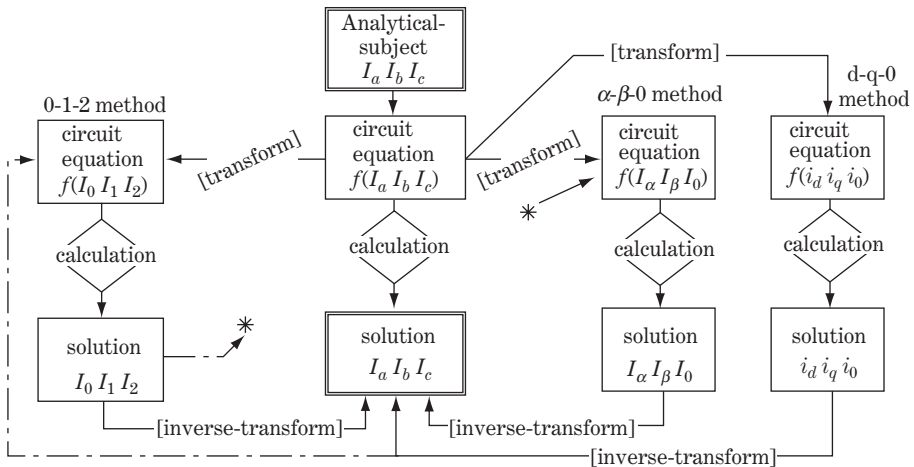 Analytical-
subject
I_a I_b I_c
[transform]
d-q-0
method
0-1-2 method
α-β-0 method
circuit
equation
f(I_0 I_1 I_2)
[transform]
circuit
equation
f(I_a I_b I_c)
[transform]
circuit
equation
f(I_α I_β I_0)
circuit
equation
f(i_d i_q i_0)
*
calculation
calculation
calculation
calculation
*
solution
I_0 I_1 I_2
solution
I_a I_b I_c
solution
I_α I_β I_0
solution
i_d i_q i_0
[inverse-transform]
[inverse-transform]
[inverse-transform]